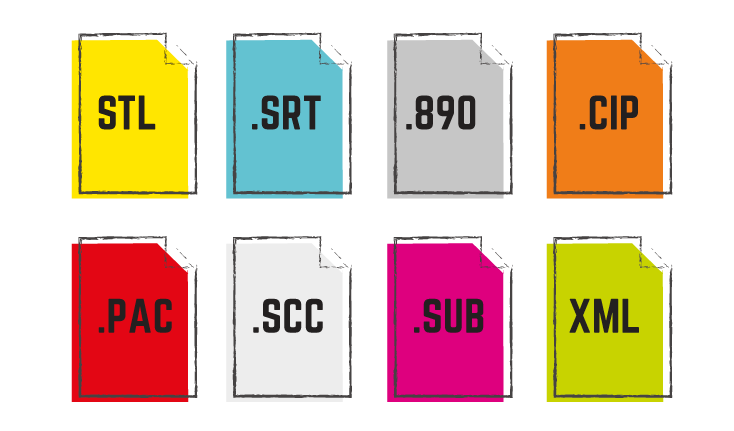 STL
.SRT
.890
.CIP
.PAC
.SCC
.SUB
XML